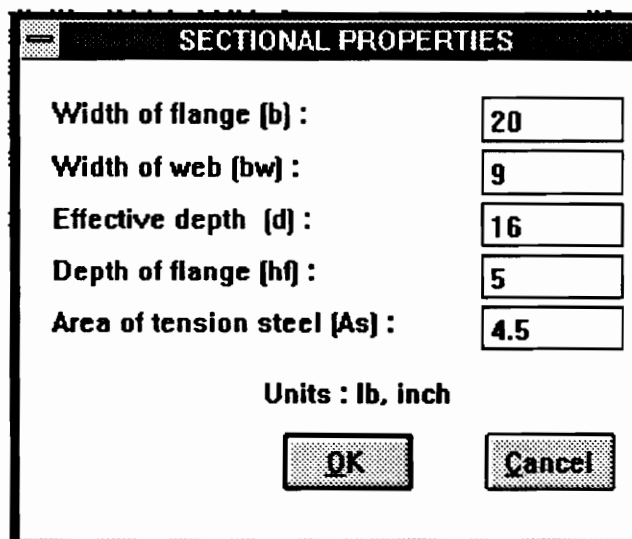 SECTIONAL PROPERTIES
Width of flange (b) : 20
Width of web (bw) : 9
Effective depth (d) : 16
Depth of flange (hf) : 5
Area of tension steel (As) : 4.5
Units : lb, inch
OK Cancel